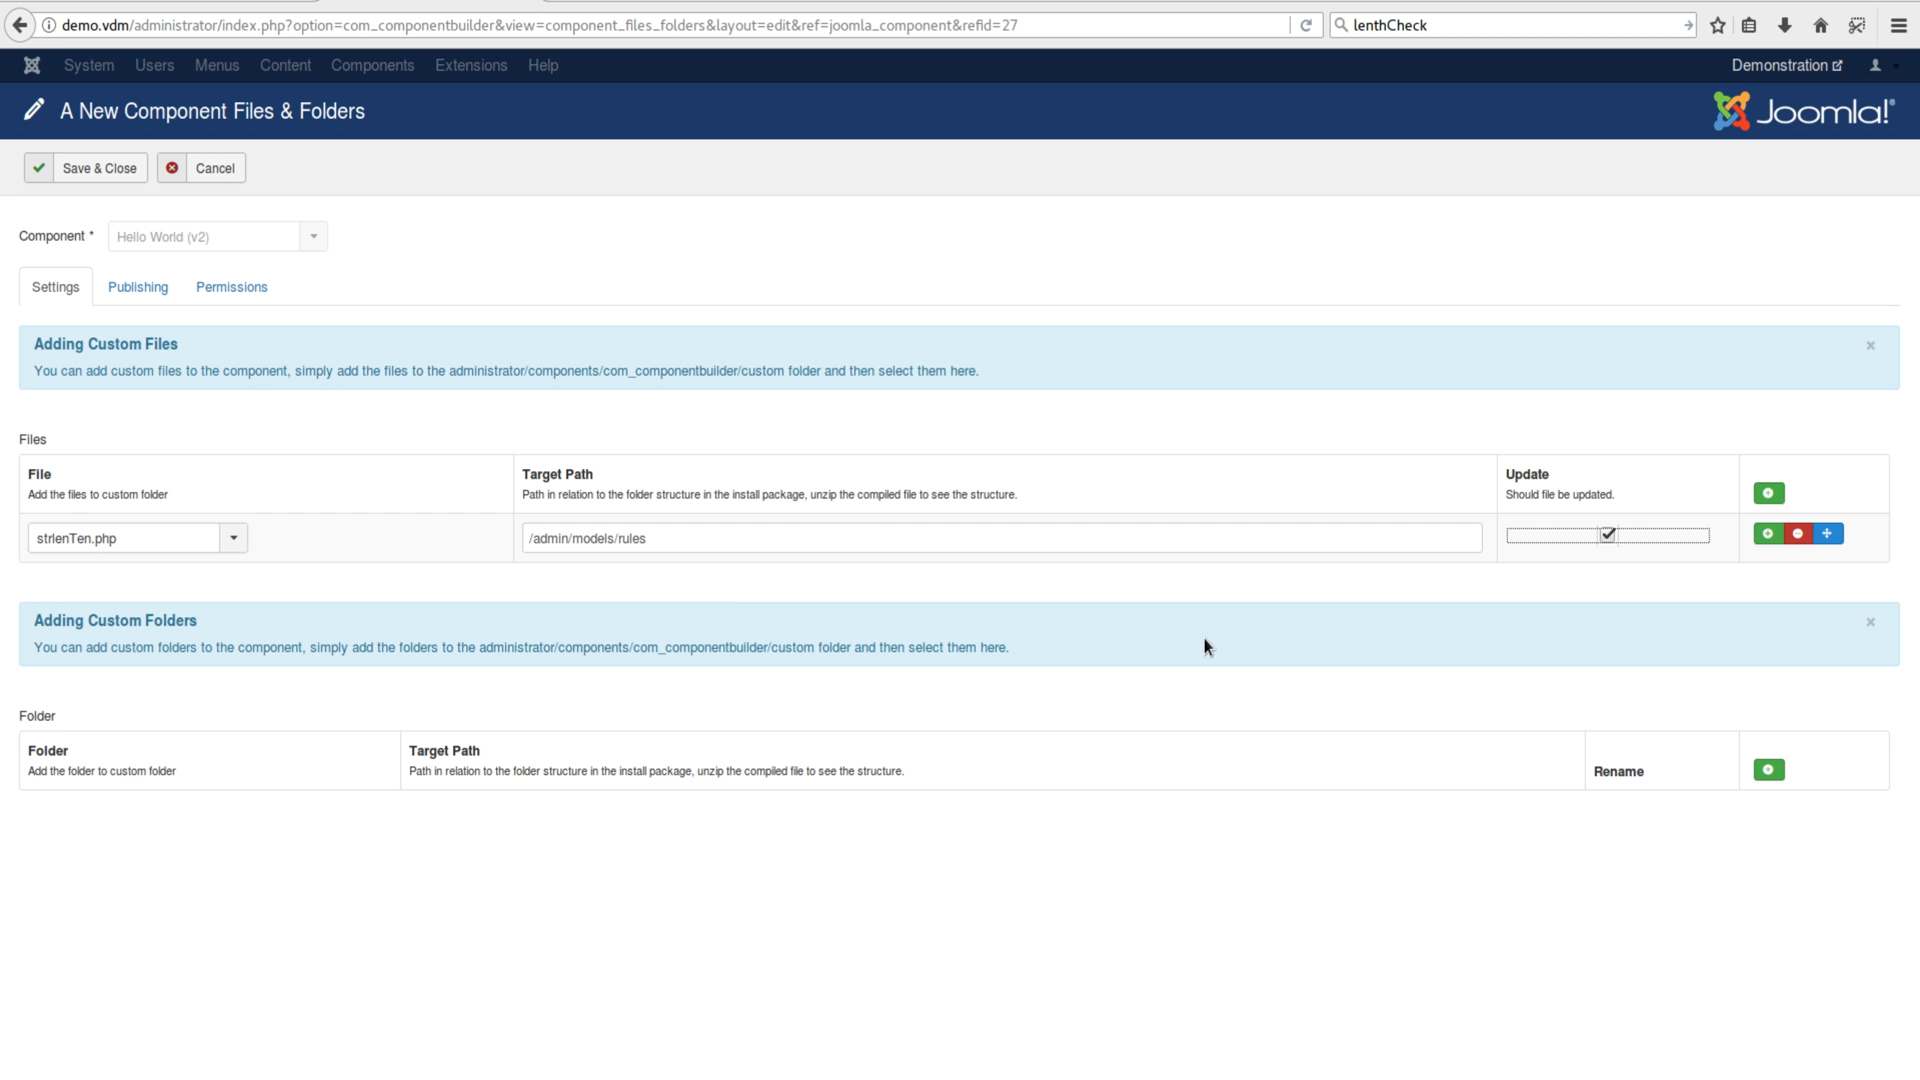 demo.vdm/administrator/index.php?option=com_componentbuilder&view=component_files_folders&layout=edit&ref=joomla_component&refid=27
lenthCheck
System Users Menus Content Components Extensions Help
Demonstration
A New Component Files & Folders
Joomla!®
Save & Close Cancel
Component * Hello World (v2)
Settings Publishing Permissions
Adding Custom Files
You can add custom files to the component, simply add the files to the administrator/components/com_componentbuilder/custom folder and then select them here.
Files
File Target Path Update
Add the files to custom folder Path in relation to the folder structure in the install package, unzip the compiled file to see the structure. Should file be updated.
strlenTen.php /admin/models/rules
Adding Custom Folders
You can add custom folders to the component, simply add the folders to the administrator/components/com_componentbuilder/custom folder and then select them here.
Folder
Folder Target Path
Add the folder to custom folder Path in relation to the folder structure in the install package, unzip the compiled file to see the structure. Rename